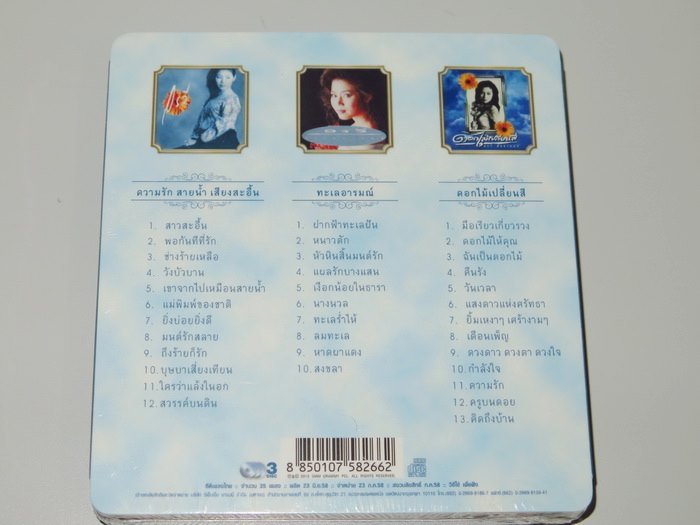 ความรัก สายน้ำ เสียงสะอื้น
1. สาวสะอื้น
2. พอกันทีที่รัก
3. ช่างร้ายเหลือ
4. วังบัวบาน
5. เขาจากไปเหมือนสายน้ำ
6. แม่พิมพ์ของชาติ
7. ยิ่งบ่อยยิ่งดี
8. มนต์รักสลาย
9. ถึงร้ายก็รัก
10. บุษบาเสี่ยงเทียน
11. ใครว่าแล้งในอก
12. สวรรค์บนดิน
ทะเลอารมณ์
1. ฝากฟ้าทะเลฝัน
2. หนาวตัก
3. หัวหินสิ้นมนต์รัก
4. แยลรักบางแสน
5. เงือกน้อยในธารา
6. นางนวล
7. ทะเลร่ำไห้
8. ลมทะเล
9. หาดผาแดง
10. สงขลา
ดอกไม้เปลี่ยนสี
1. มือเรียวเกี่ยวรวง
2. ดอกไม้ให้คุณ
3. ฉันเป็นดอกไม้
4. คืนรัง
5. วันเวลา
6. แสงดาวแห่งศรัทธา
7. ยิ้มเหงาๆ เศร้างามๆ
8. เดือนเพ็ญ
9. ดวงดาว ดวงตา ดวงใจ
10. กำลังใจ
11. ความรัก
12. ครูบนดอย
13. คิดถึงบ้าน
3 DISC
8 850107 582662